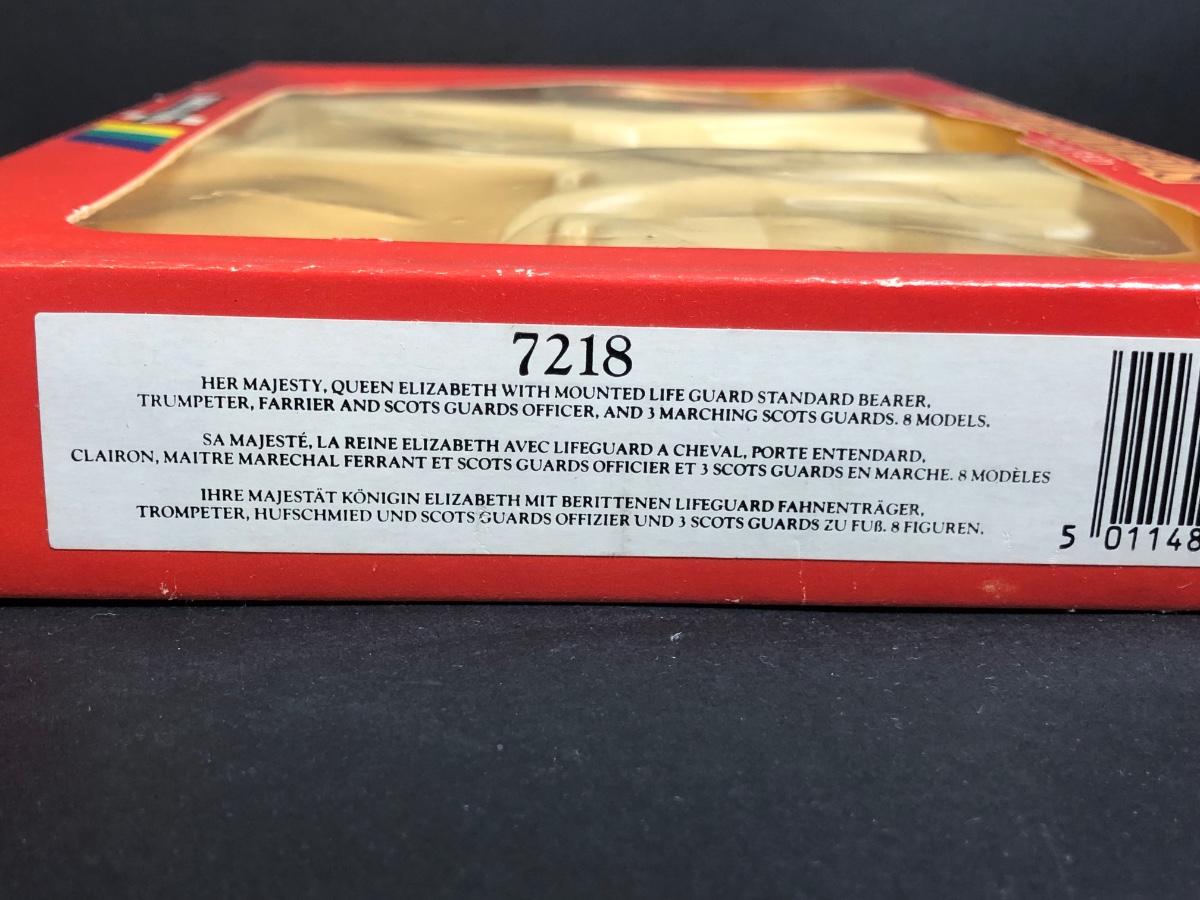 7218
HER MAJESTY, QUEEN ELIZABETH WITH MOUNTED LIFE GUARD STANDARD BEARER,
TRUMPETER, FARRIER AND SCOTS GUARDS OFFICER, AND 3 MARCHING SCOTS GUARDS. 8 MODELS.
SA MAJESTÉ, LA REINE ELIZABETH AVEC LIFEGUARD A CHEVAL, PORTE ENTENDARD,
CLAIRON, MAITRE MARECHAL FERRANT ET SCOTS GUARDS OFFICIER ET 3 SCOTS GUARDS EN MARCHE. 8 MODÈLES
IHRE MAJESTÄT KÖNIGIN ELIZABETH MIT BERITTENEN LIFEGUARD FAHNENTRÄGER,
TROMPETER, HUFSCHMIED UND SCOTS GUARDS OFFIZIER UND 3 SCOTS GUARDS ZU FUß. 8 FIGUREN.
5 01148